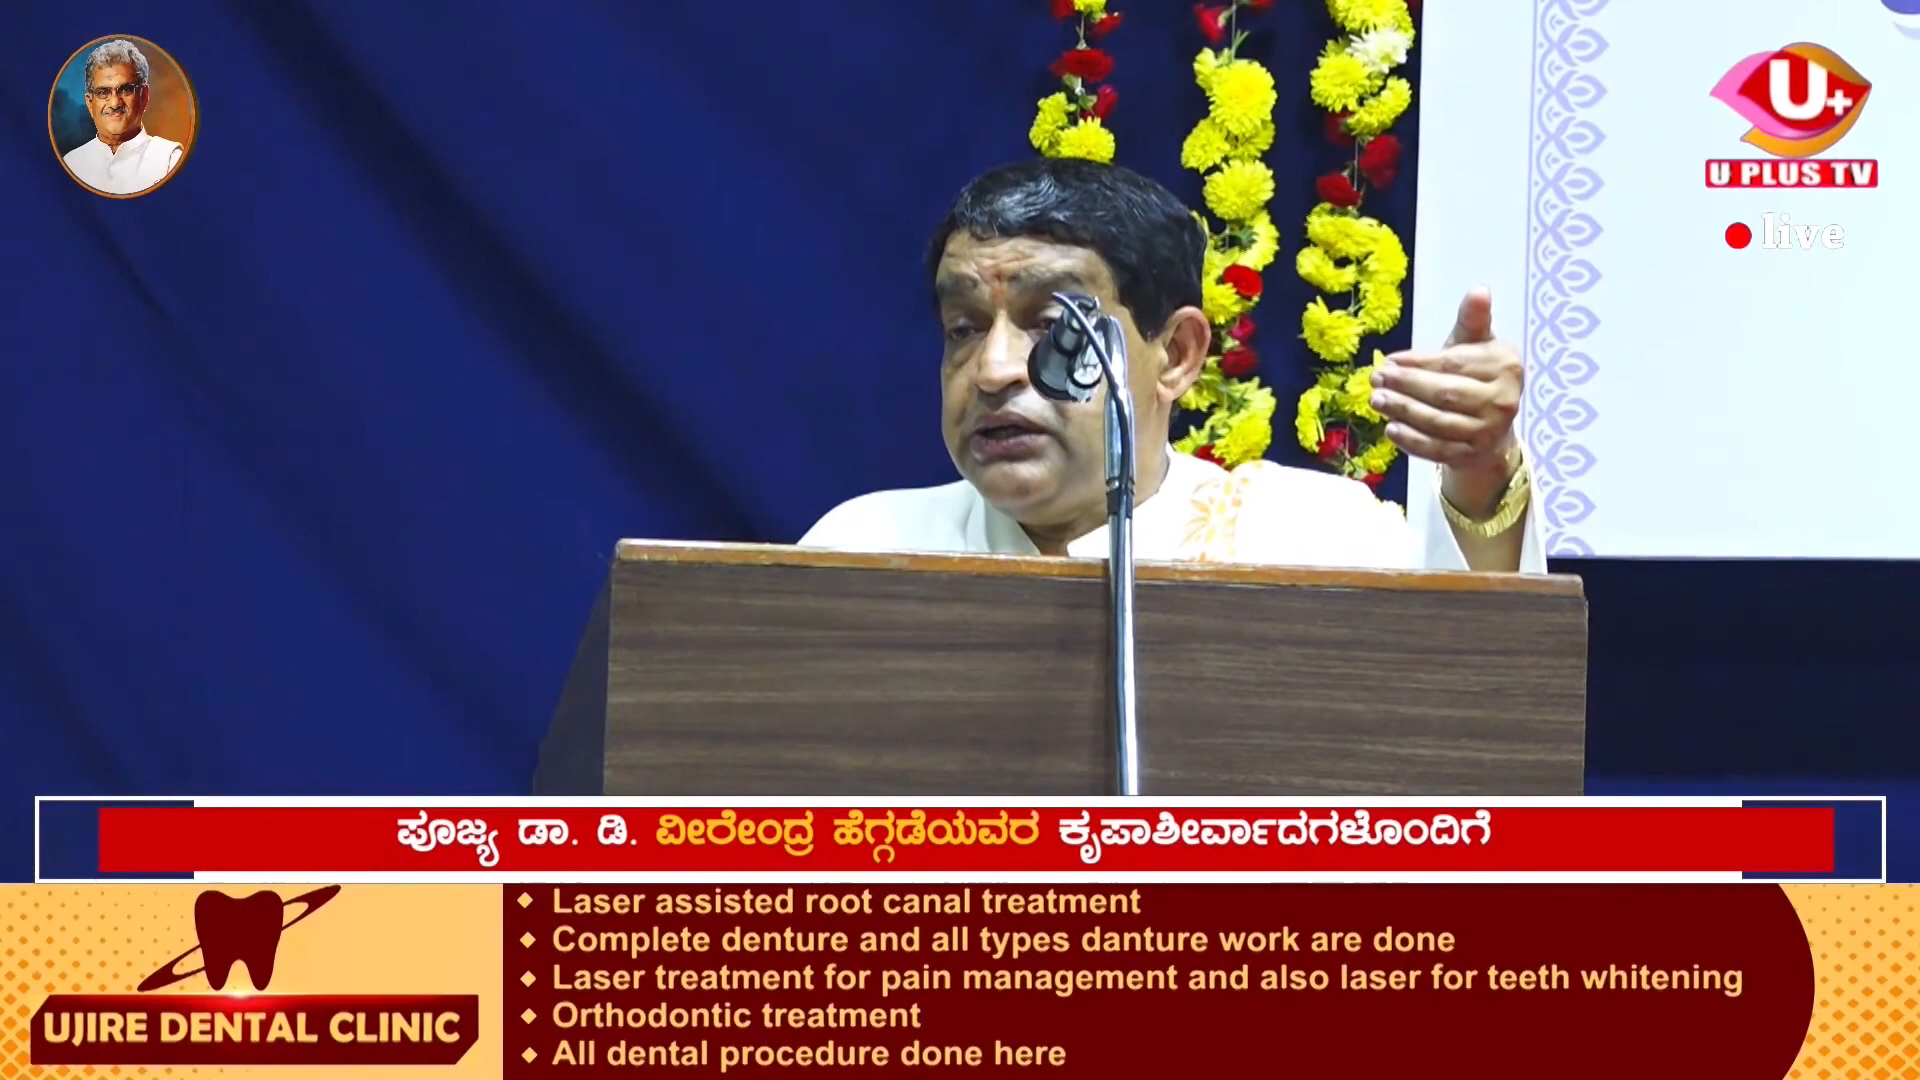 U+
U PLUS TV
live
ಪೂಜ್ಯ ಡಾ. ಡಿ. ವೀರೇಂದ್ರ ಹೆಗ್ಗಡೆಯವರ ಕೃಪಾಶೀರ್ವಾದಗಳೊಂದಿಗೆ
UJIRE DENTAL CLINIC
Laser assisted root canal treatment
Complete denture and all types danture work are done
Laser treatment for pain management and also laser for teeth whitening
Orthodontic treatment
All dental procedure done here